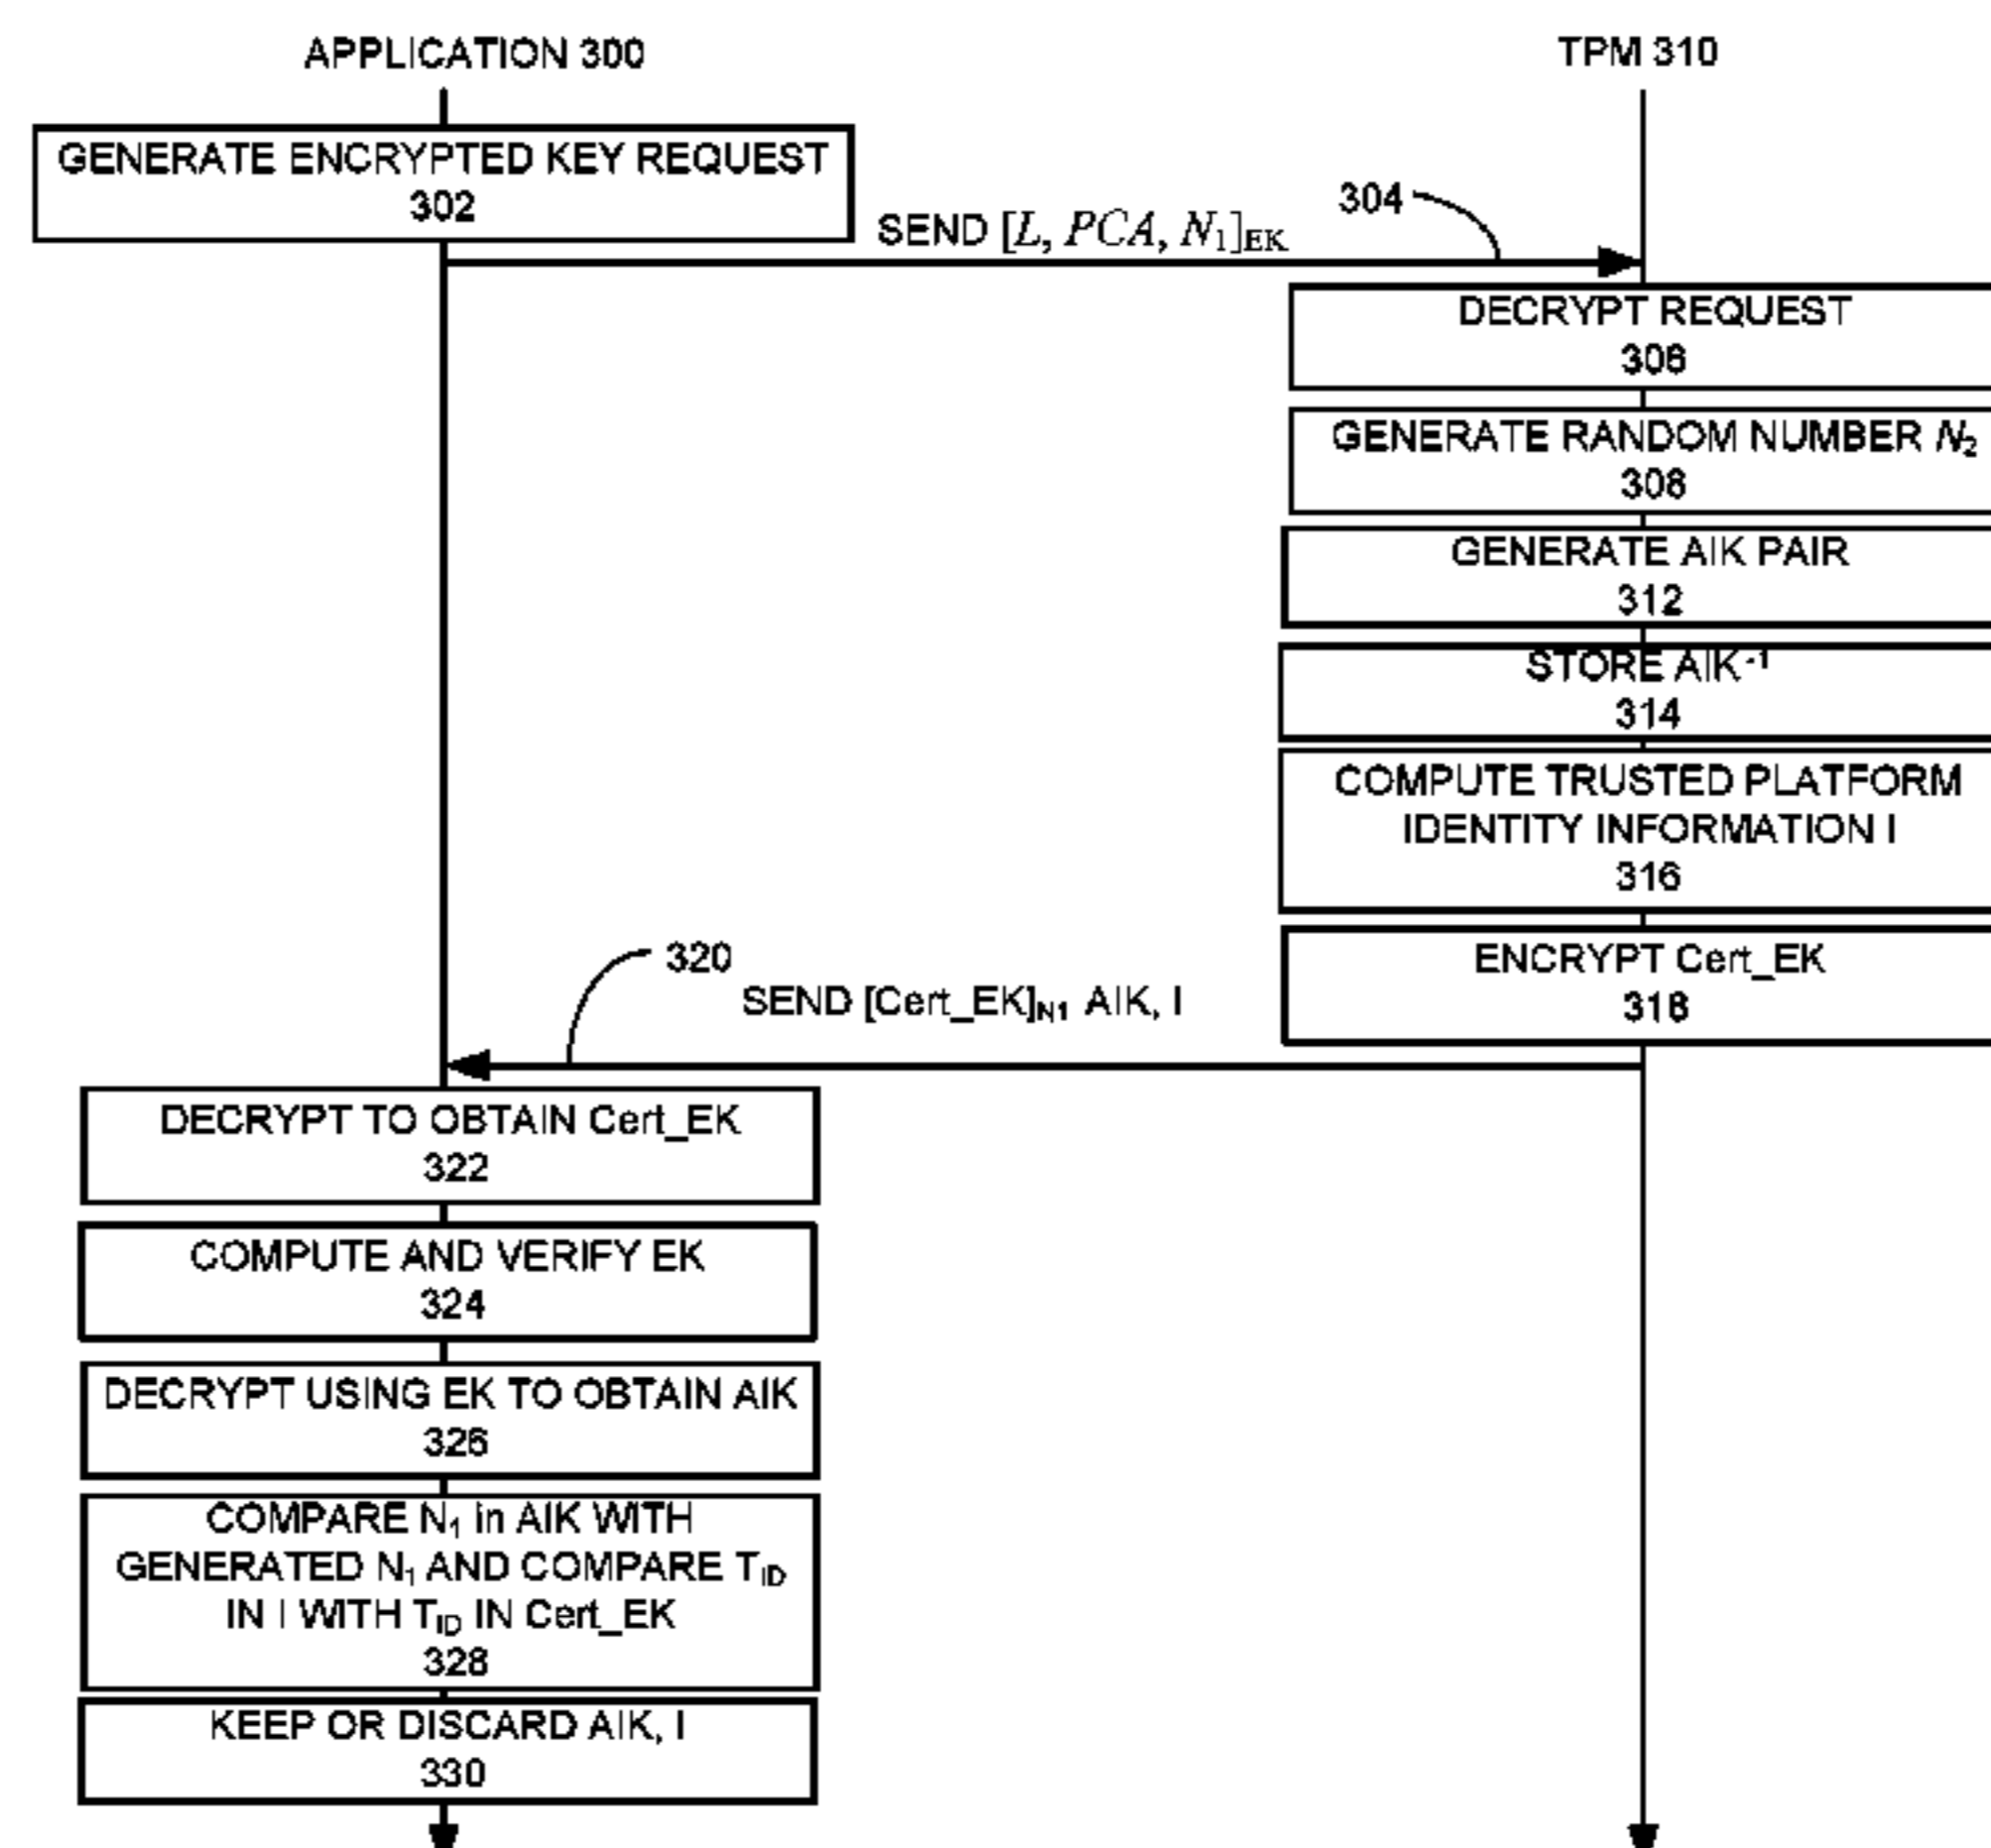 APPLICATION 300
TPM 310
GENERATE ENCRYPTED KEY REQUEST
302
304
SEND [L, PCA, N₁]EK
DECRYPT REQUEST
306
GENERATE RANDOM NUMBER N₂
308
GENERATE AIK PAIR
312
STORE AIK⁻¹
314
COMPUTE TRUSTED PLATFORM
IDENTITY INFORMATION I
316
ENCRYPT Cert_EK
318
320
SEND [Cert_EK]N1 AIK, I
DECRYPT TO OBTAIN Cert_EK
322
COMPUTE AND VERIFY EK
324
DECRYPT USING EK TO OBTAIN AIK
326
COMPARE N₁ in AIK WITH
GENERATED N₁ AND COMPARE TID
IN I WITH TID IN Cert_EK
328
KEEP OR DISCARD AIK, I
330